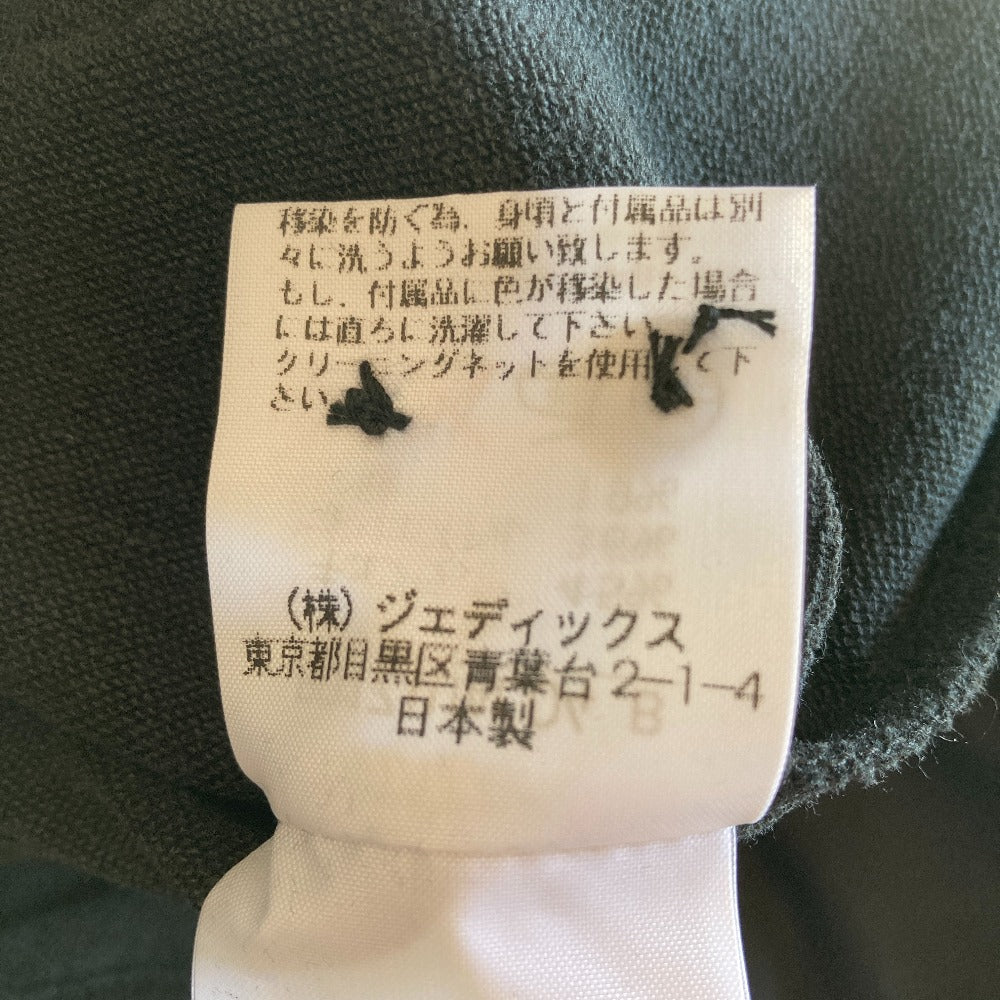 移染を防ぐ為、身頃と付属品は別
々に洗うようお願い致します。
もし、付属品に色が移染した場合
には直ちに洗濯して下さい
クリーニングネットを使用して下
さい
(株) ジェディックス
東京都目黒区青葉台2-1-4
日本製